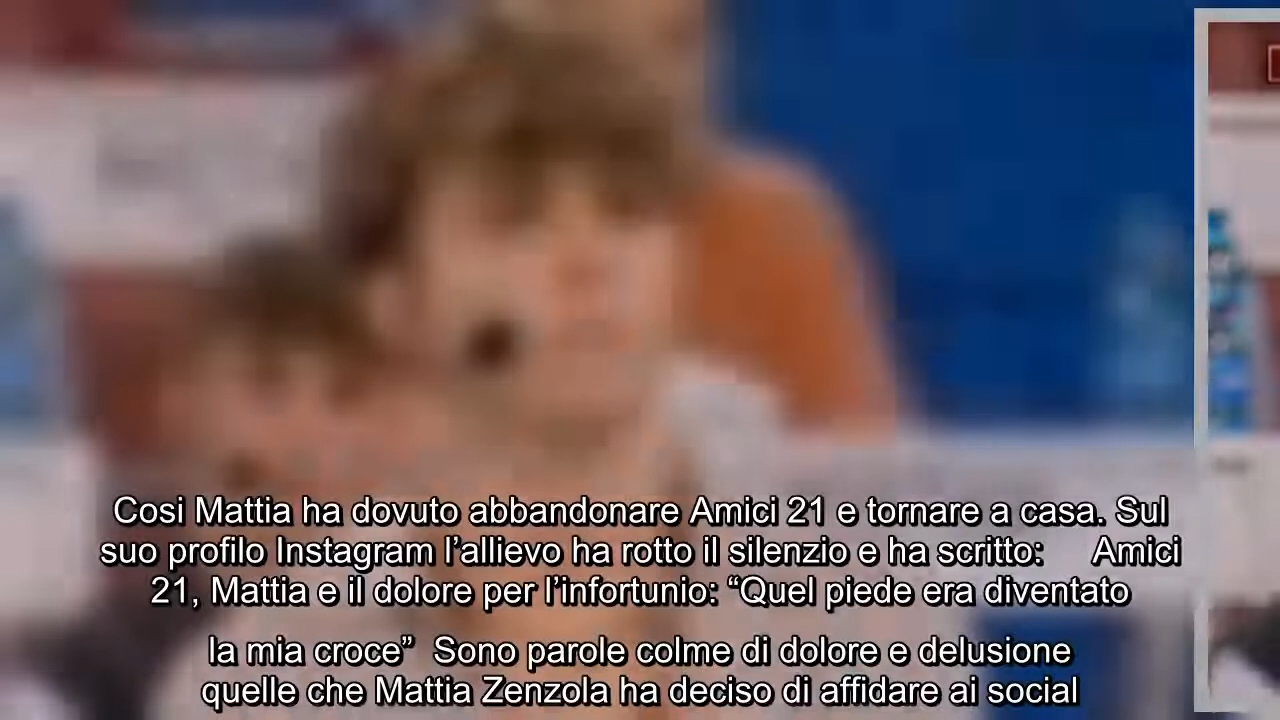 Cosi Mattia ha dovuto abbandonare Amici 21 e tornare a casa. Sul
suo profilo Instagram l’allievo ha rotto il silenzio e ha scritto: Amici
21, Mattia e il dolore per l’infortunio: “Quel piede era diventato
la mia croce” Sono parole colme di dolore e delusione
quelle che Mattia Zenzola ha deciso di affidare ai social